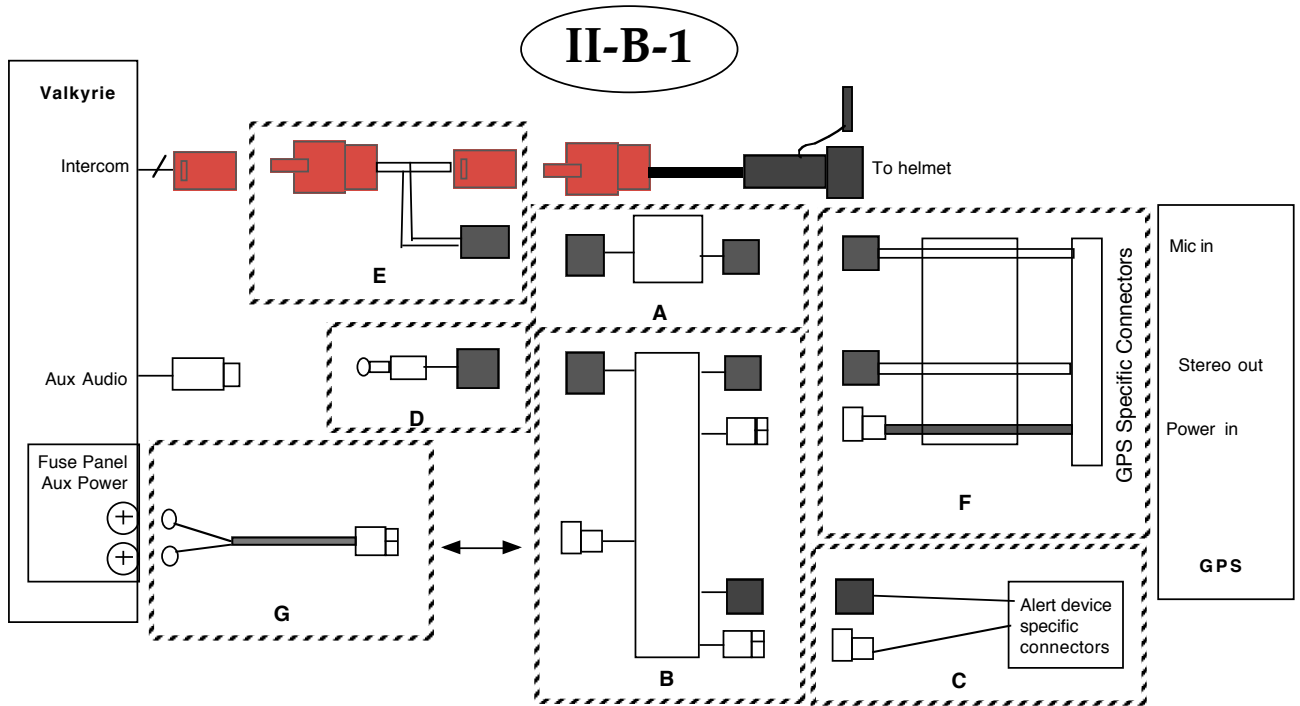 II-B-1
Valkyrie
Intercom
To helmet
E
A
Mic in
GPS Specific Connectors
Stereo out
Aux Audio
D
Power in
Fuse Panel
Aux Power
F
GPS
G
Alert device
specific
connectors
B
C